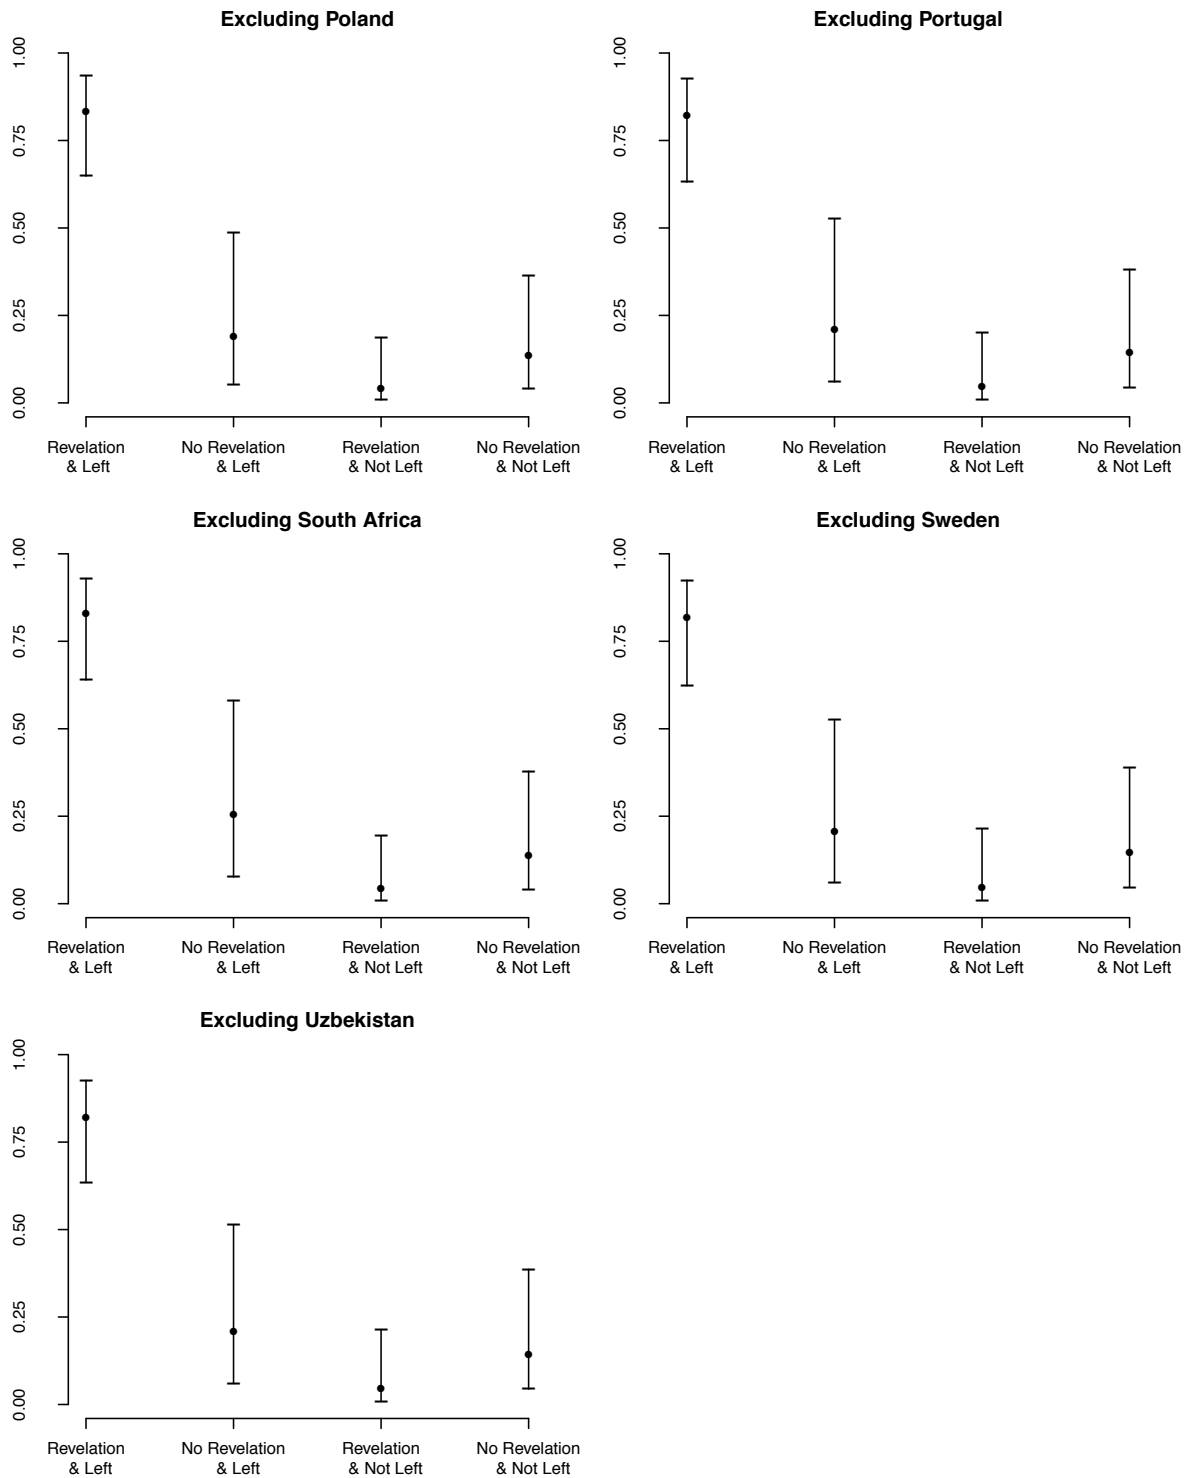 Excluding Poland
1.00
0.75
0.50
0.25
0.00
Revelation
& Left
No Revelation
& Left
Revelation
& Not Left
No Revelation
& Not Left
Excluding Portugal
1.00
0.75
0.50
0.25
0.00
Revelation
& Left
No Revelation
& Left
Revelation
& Not Left
No Revelation
& Not Left
Excluding South Africa
1.00
0.75
0.50
0.25
0.00
Revelation
& Left
No Revelation
& Left
Revelation
& Not Left
No Revelation
& Not Left
Excluding Sweden
1.00
0.75
0.50
0.25
0.00
Revelation
& Left
No Revelation
& Left
Revelation
& Not Left
No Revelation
& Not Left
Excluding Uzbekistan
1.00
0.75
0.50
0.25
0.00
Revelation
& Left
No Revelation
& Left
Revelation
& Not Left
No Revelation
& Not Left